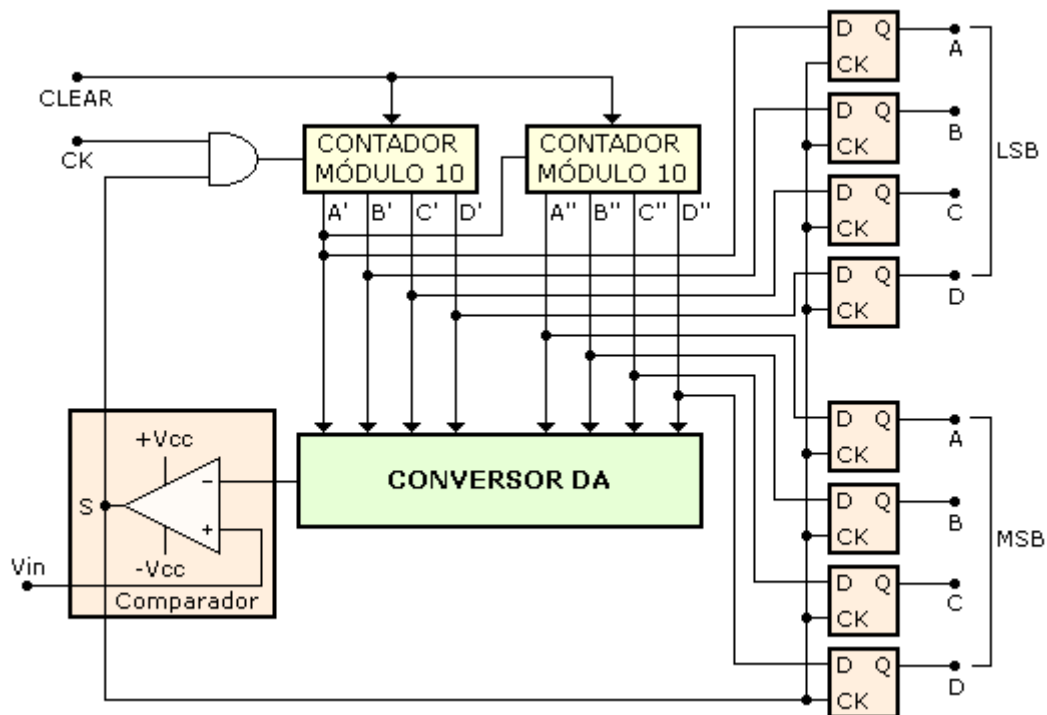 CLEAR
CK
CONTADOR
MÓDULO 10
CONTADOR
MÓDULO 10
A' B' C' D'
A" B" C" D"
D Q
CK
A
D Q
CK
B
D Q
CK
C
D Q
CK
D
LSB
CONVERSOR DA
+Vcc
S
−
+
-Vcc
Vin
Comparador
D Q
CK
A
D Q
CK
B
D Q
CK
C
D Q
CK
D
MSB